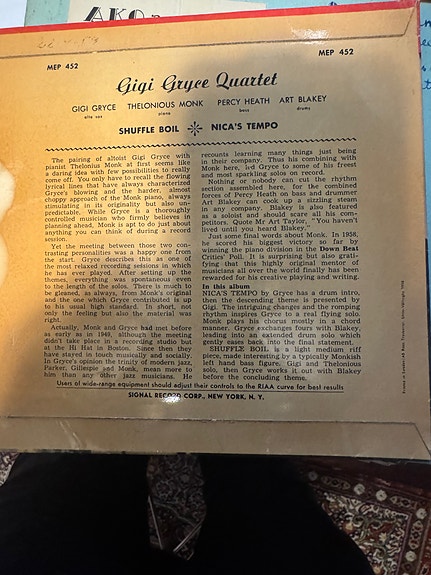 MEP 452
MEP 452
Gigi Gryce Quartet
GIGI GRYCE THELONIOUS MONK PERCY HEATH ART BLAKEY
alto sax piano bass drums
SHUFFLE BOIL NICA'S TEMPO
The pairing of altoist Gigi Gryce with
pianist Thelonius Monk at first seems like
a daring idea with few possibilities to really
come off. You only have to recall the flowing
lyrical lines that have always characterized
Gryce's blowing and the harder, almost
choppy approach of the Monk piano, always
stimulating in its originality but also un-
predictable. While Gryce is a thoroughly
controlled musician who firmly believes in
planning ahead, Monk is apt to do just about
anything you can think of during a record
session.
Yet the meeting between those two con-
trasting personalities was a happy one from
the start. Gryce describes this as one of
the most relaxed recording sessions on which
he has ever played. After setting up the
themes, everything was spontaneous even
to the length of the solos. There is much to
be gleaned, as always, from Monk's original
and the one which Gryce contributed is up
to his usual high standard. In short, not
only the feeling but also the material was
right.
Actually, Monk and Gryce had met before
as early as in 1949, although the meeting
didn't take place in a recording studio but
at the Hi Hat in Boston. Since then they
have stayed in touch musically and socially.
In Gryce's opinion the trinity of modern jazz,
Parker, Gillespie and Monk, mean more to
him than any other jazz musicians. He
recounts learning many things just being
in their company. Thus his combining with
Monk here, led Gryce to some of his freest
and most sparkling solos on record.
Nothing or nobody can cut the rhythm
section assembled here, for the combined
forces of Percy Heath on bass and drummer
Art Blakey can cook up a sizzling steam
in any company. Blakey is also featured
as a soloist and should scare all his com-
petitors. Quote Mr Art Taylor, "You haven't
lived until you heard Blakey."
Just some final words about Monk. In 1958,
he scored his biggest victory so far by
winning the piano division in the Down Beat
Critics' Poll. It is surprising but also grati-
fying that this highly original mentor of
musicians all over the world finally has been
rewarded for his creative playing and writing.
In this album
NICA'S TEMPO by Gryce has a drum intro,
then the descending theme is presented by
Gigi. The intriguing changes and the romping
rhythm inspires Gryce to a real flying solo.
Monk plays his chorus mostly in a chord
manner. Gryce exchanges fours with Blakey,
leading into an extended drum solo which
gently eases back into the final statement.
SHUFFLE BOIL is a light medium riff
piece, made interesting by a typically Monkish
left hand bass figure. Gigi and Thelonious
solo, then Gryce works it out with Blakey
before the concluding theme.
Users of wide-range equipment should adjust their controls to the RIAA curve for best results
SIGNAL RECORD CORP., NEW YORK, N. Y.